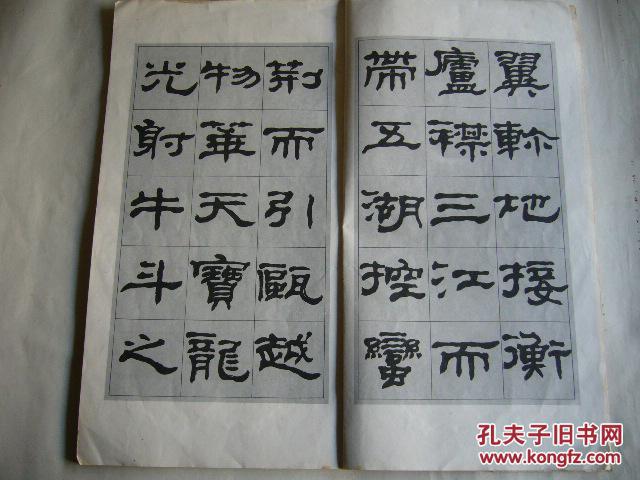 翼軫地接衡
廬襟三江而
帶五湖控蠻
荆而引甌越
物華天寶龍
光射牛斗之
孔夫子旧书网
www.kongfz.com